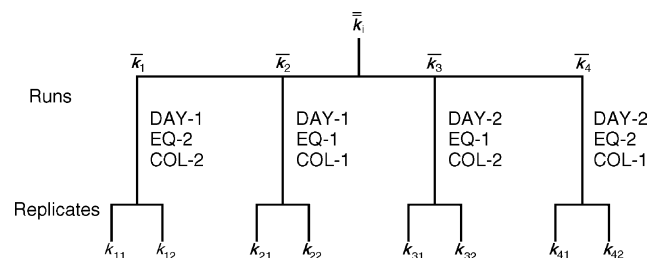 k̿i
k̅1 k̅2 k̅3 k̅4
Runs
DAY-1 DAY-1 DAY-2 DAY-2
EQ-2 EQ-1 EQ-1 EQ-2
COL-2 COL-1 COL-2 COL-1
Replicates
k11 k12 k21 k22 k31 k32 k41 k42